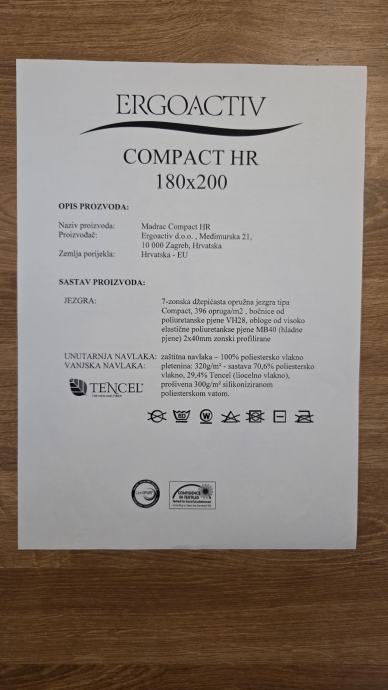 ERGOACTIV
COMPACT HR
180x200
OPIS PROZVODA:
Naziv proizvoda: Madrac Compact HR
Proizvođač: Ergoactiv d.o.o. , Međimurska 21,
10 000 Zagreb, Hrvatska
Zemlja porijekla: Hrvatska - EU
SASTAV PROIZVODA:
JEZGRA: 7-zonska džepičasta opružna jezgra tipa
Compact, 396 opruga/m2 , bočnice od
poliuretanske pjene VH28, obloge od visoko
elastične poliuretankse pjene MB40 (hladne
pjene) 2x40mm zonski profilirane
UNUTARNJA NAVLAKA: zaštitna navlaka – 100% poliestersko vlakno
VANJSKA NAVLAKA: pletenina: 320g/m² - sastava 70,6% poliestersko
vlakno, 29,4% Tencel (liocelno vlakno),
prošivena 300g/m² silikoniziranom
poliesterskom vatom.
TENCEL
CONFIDENCE
IN TEXTILES